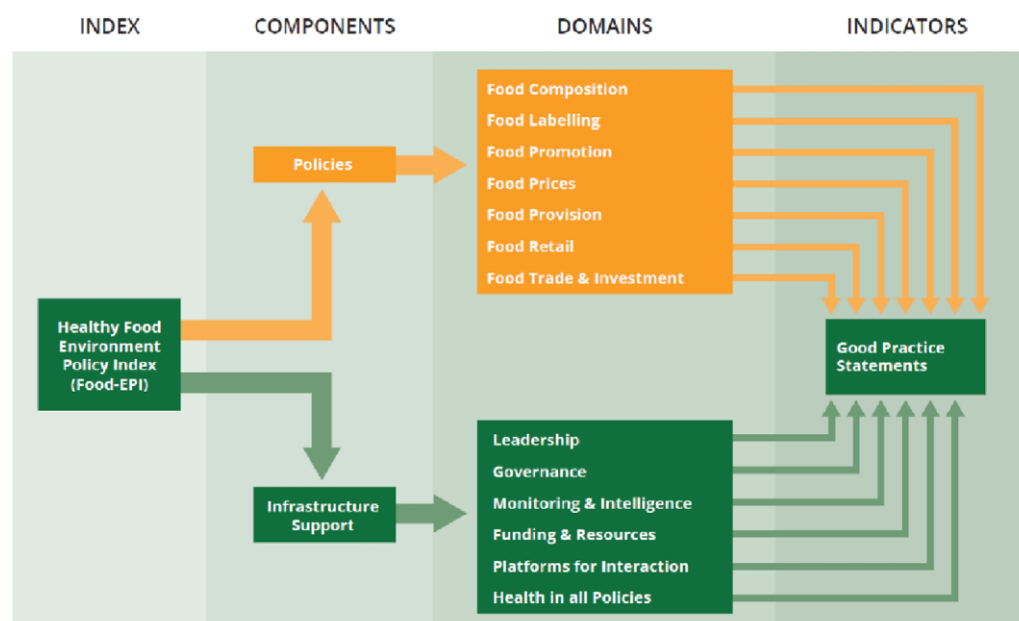 INDEX
COMPONENTS
DOMAINS
INDICATORS
Healthy Food
Environment
Policy Index
(Food-EPI)
Policies
Infrastructure
Support
Food Composition
Food Labelling
Food Promotion
Food Prices
Food Provision
Food Retail
Food Trade & Investment
Leadership
Governance
Monitoring & Intelligence
Funding & Resources
Platforms for Interaction
Health in all Policies
Good Practice
Statements